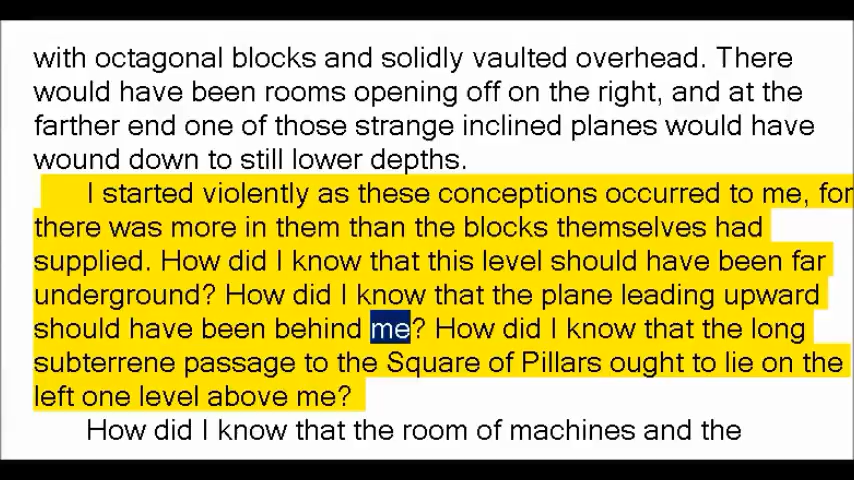 with octagonal blocks and solidly vaulted overhead. There
would have been rooms opening off on the right, and at the
farther end one of those strange inclined planes would have
wound down to still lower depths.
I started violently as these conceptions occurred to me, for
there was more in them than the blocks themselves had
supplied. How did I know that this level should have been far
underground? How did I know that the plane leading upward
should have been behind me? How did I know that the long
subterrene passage to the Square of Pillars ought to lie on the
left one level above me?
How did I know that the room of machines and the